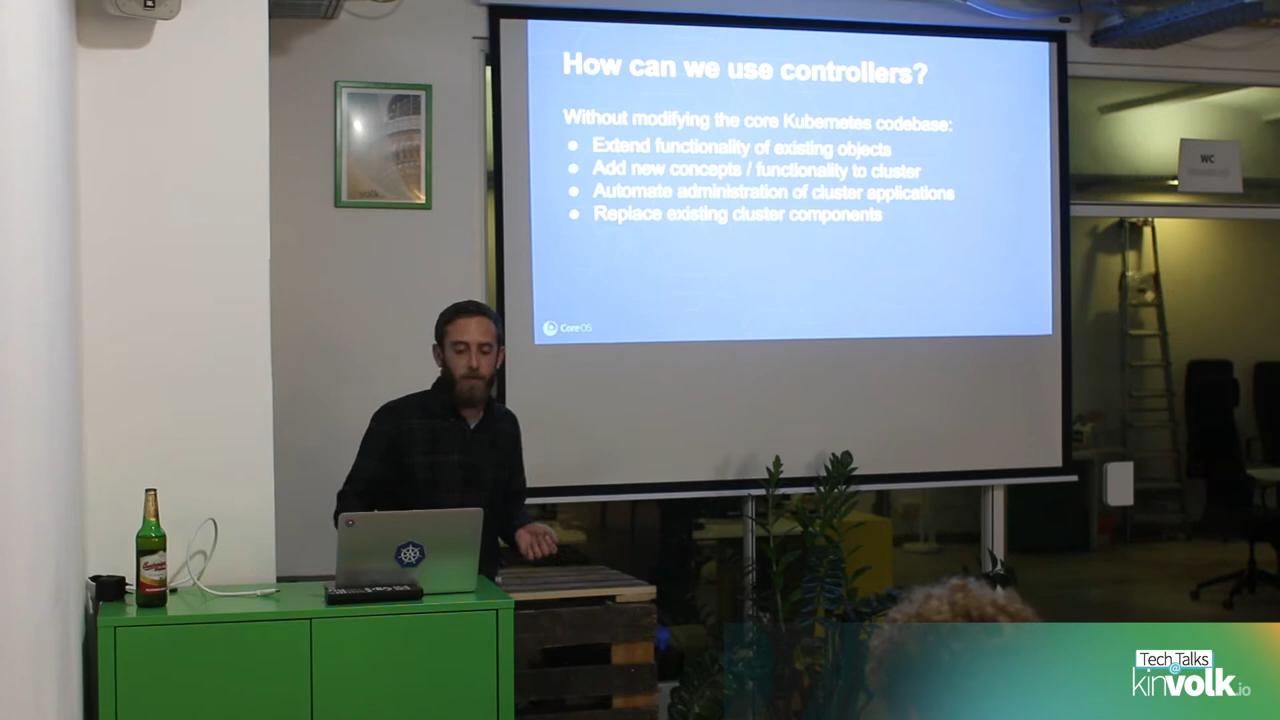 How can we use controllers?
Without modifying the core Kubernetes codebase:
● Extend functionality of existing objects
● Add new concepts / functionality to cluster
● Automate administration of cluster applications
● Replace existing cluster components
CoreOS
WC
Tech Talks
@
kinvolk.io